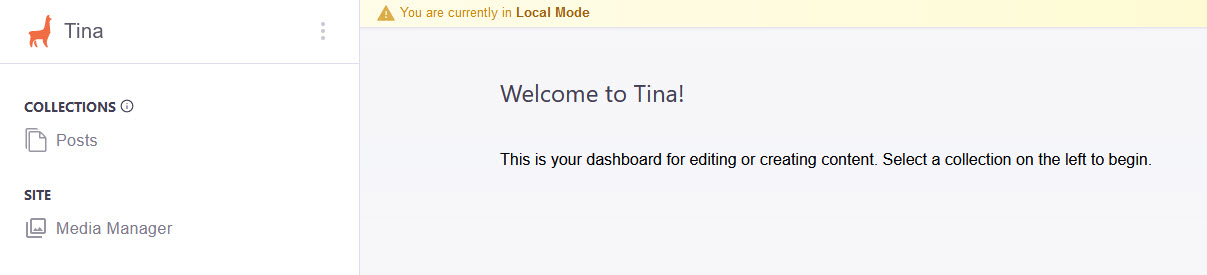 Tina
You are currently in Local Mode
COLLECTIONS
Posts
SITE
Media Manager
Welcome to Tina!
This is your dashboard for editing or creating content. Select a collection on the left to begin.